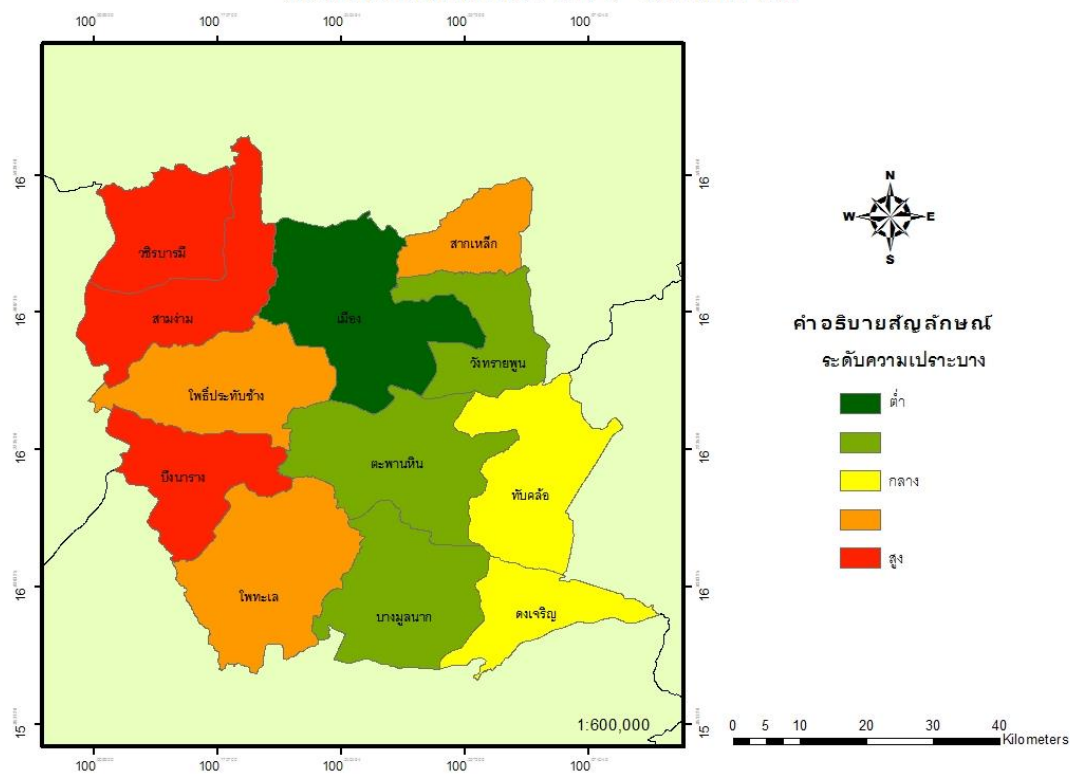 100 100 100 100 100
16
16
16
16
15
16
16
16
16
15
วชิรบารมี
สากเหล็ก
สามง่าม
เมือง
วังทรายพูน
โพธิ์ประทับช้าง
ตะพานหิน
บึงนาราง
ทับคล้อ
โพทะเล
บางมูลนาก
ดงเจริญ
1:600,000
100 100 100 100 100
N
W E
S
คำอธิบายสัญลักษณ์
ระดับความเปราะบาง
ต่ำ
กลาง
สูง
0 5 10 20 30 40
Kilometers